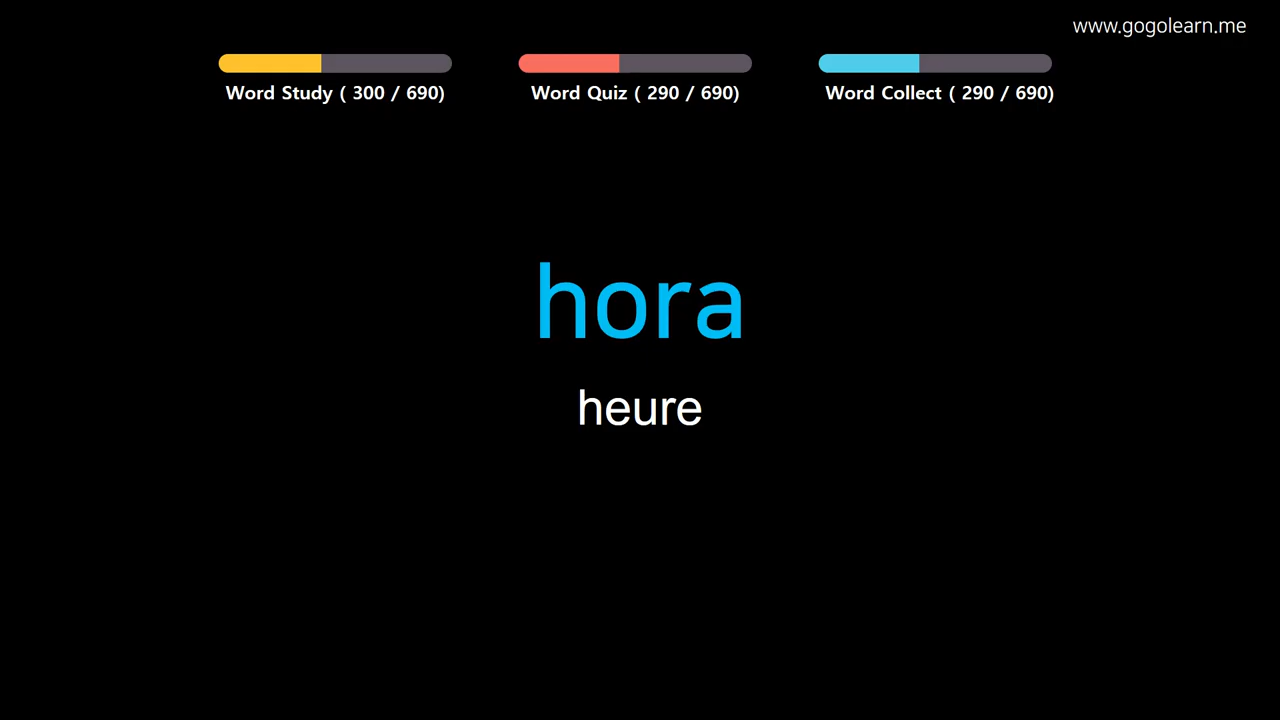 www.gogolearn.me
Word Study ( 300 / 690)
Word Quiz ( 290 / 690)
Word Collect ( 290 / 690)
hora
heure